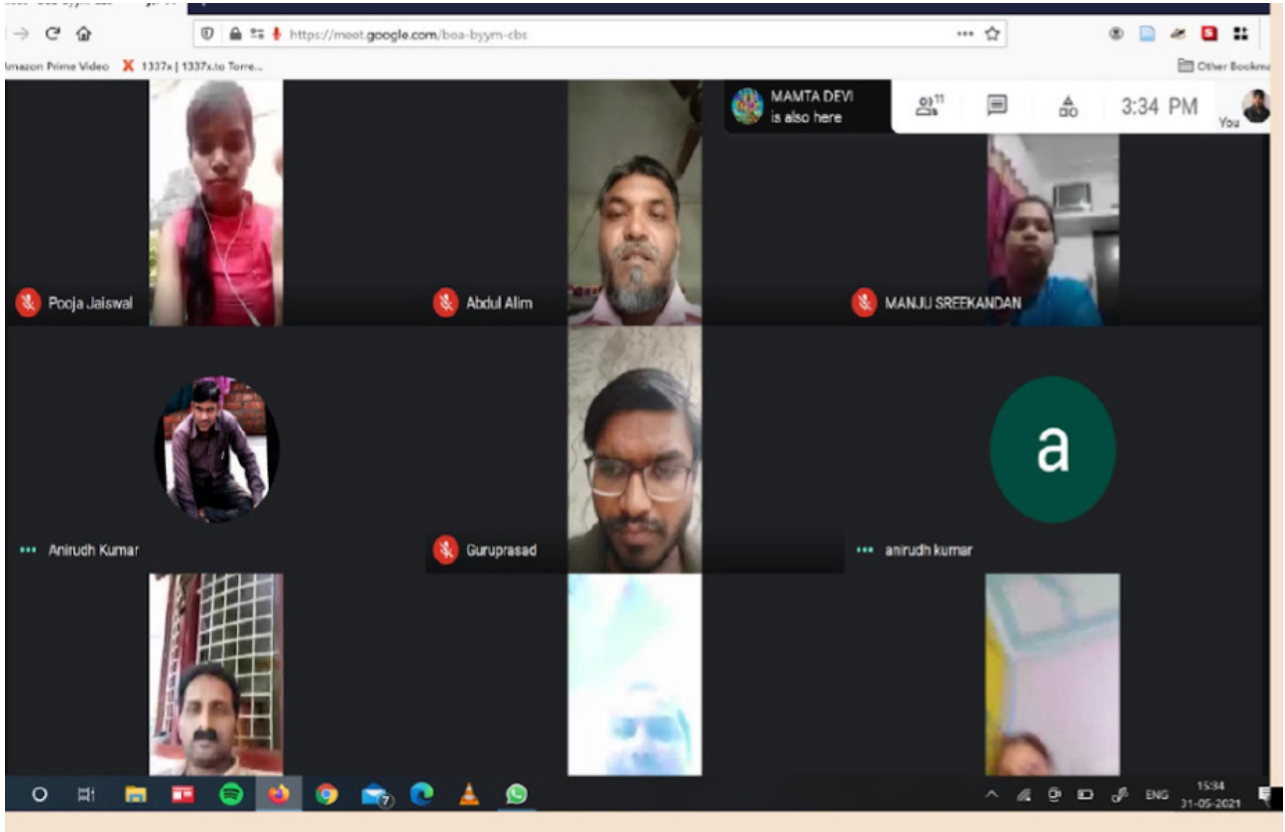 https://meet.google.com/boa-byym-cbs
Amazon Prime Video 1337x | 1337x.to Torre...
Other Bookma
MAMTA DEVI
is also here
11
3:34 PM
You
Pooja Jaiswal
Abdul Alim
MANJU SREEKANDAN
a
Anirudh Kumar
Guruprasad
anirudh kumar
7
ENG
15:34
31-05-2021